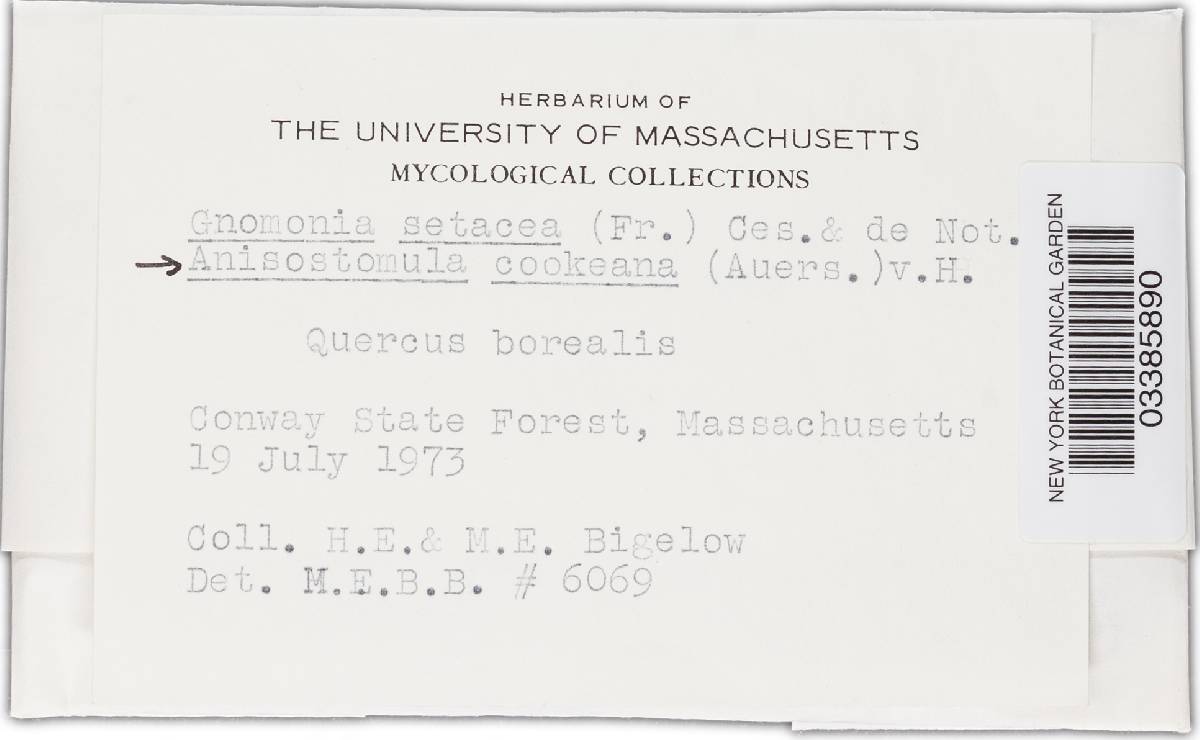 HERBARIUM OF
THE UNIVERSITY OF MASSACHUSETTS
MYCOLOGICAL COLLECTIONS
Gnomonia setacea (Fr.) Ces.& de Not.
→Anisostomula cookeana (Auers.)v.H.
Quercus borealis
Conway State Forest, Massachusetts
19 July 1973
Coll. H.E.& M.E. Bigelow
Det. M.E.B.B. # 6069
NEW YORK BOTANICAL GARDEN
03385890